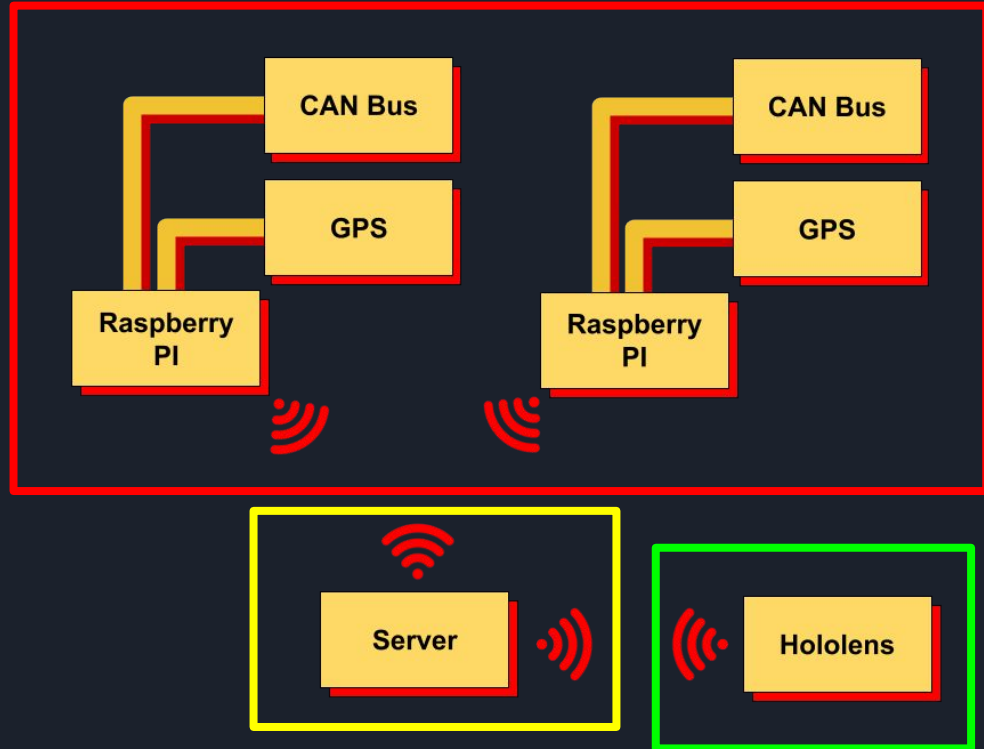 CAN Bus
CAN Bus
GPS
GPS
Raspberry
PI
Raspberry
PI
Server
Hololens